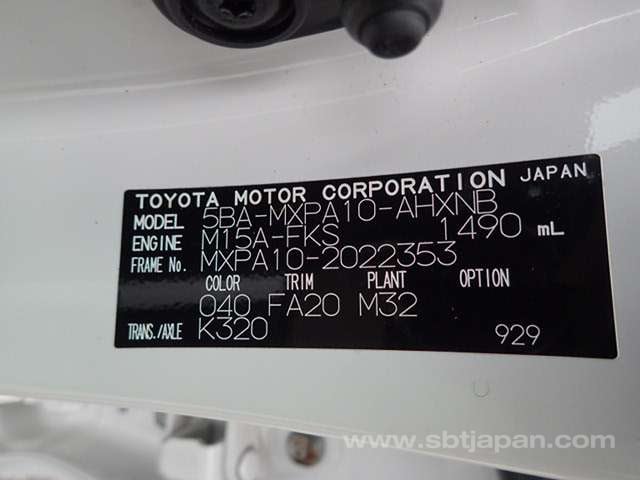 TOYOTA MOTOR CORPORATION JAPAN
MODEL 5BA-MXPA10-AHXNB
ENGINE M15A-FKS 1490 mL
FRAME No. MXPA10-2022353
COLOR TRIM PLANT OPTION
040 FA20 M32
TRANS./AXLE K320 929
www.sbtjapan.com